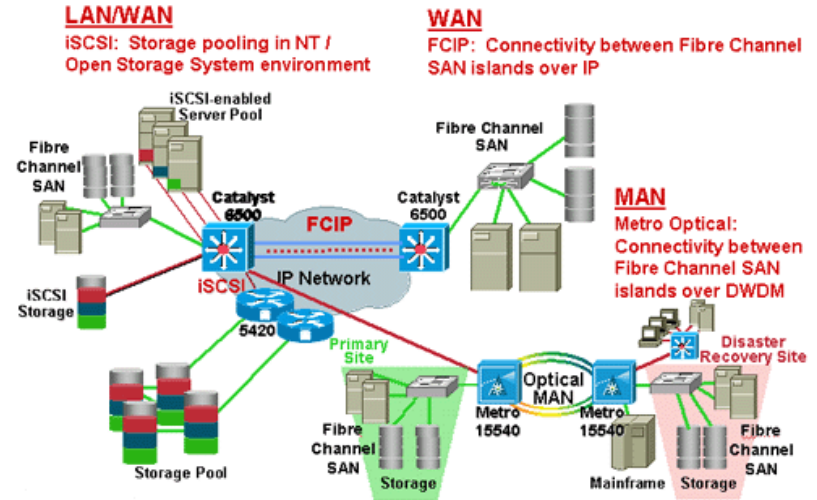 LAN/WAN
iSCSI: Storage pooling in NT /
Open Storage System environment
WAN
FCIP: Connectivity between Fibre Channel
SAN islands over IP
iSCSI-enabled
Server Pool
Fibre
Channel
SAN
Catalyst
6500
FCIP
IP Network
iSCSI
Catalyst
6500
Fibre Channel
SAN
MAN
Metro Optical:
Connectivity between
Fibre Channel SAN
islands over DWDM
iSCSI
Storage
5420
Storage Pool
Primary
Site
Fibre
Channel
SAN
Storage
Metro
15540
Optical
MAN
Metro
15540
Mainframe
Disaster
Recovery Site
Fibre
Channel
SAN
Storage